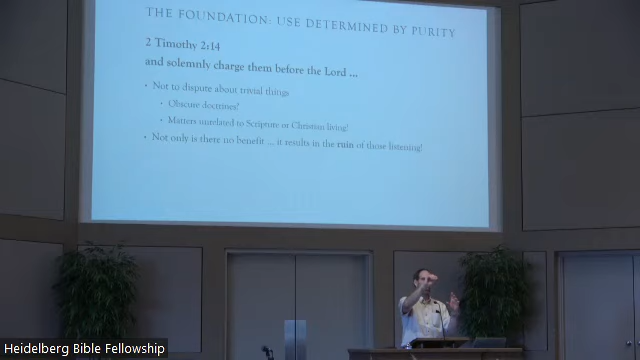 THE FOUNDATION: USE DETERMINED BY PURITY
2 Timothy 2:14
and solemnly charge them before the Lord ...
• Not to dispute about trivial things
• Obscure doctrines?
• Matters unrelated to Scripture or Christian living!
• Not only is there no benefit ... it results in the ruin of those listening!
Heidelberg Bible Fellowship